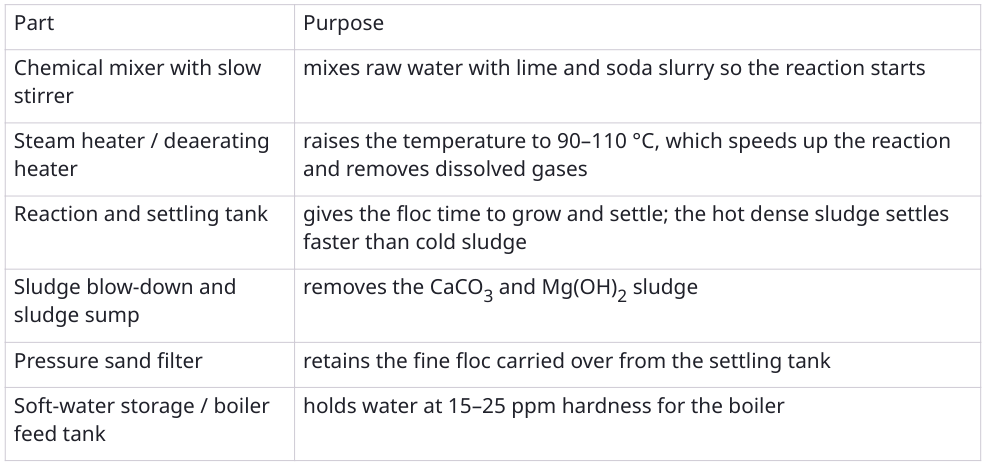 Part
Purpose
Chemical mixer with slow
stirrer
mixes raw water with lime and soda slurry so the reaction starts
Steam heater / deaerating
heater
raises the temperature to 90–110 °C, which speeds up the reaction
and removes dissolved gases
Reaction and settling tank
gives the floc time to grow and settle; the hot dense sludge settles
faster than cold sludge
Sludge blow-down and
sludge sump
removes the CaCO₃ and Mg(OH)₂ sludge
Pressure sand filter
retains the fine floc carried over from the settling tank
Soft-water storage / boiler
feed tank
holds water at 15–25 ppm hardness for the boiler